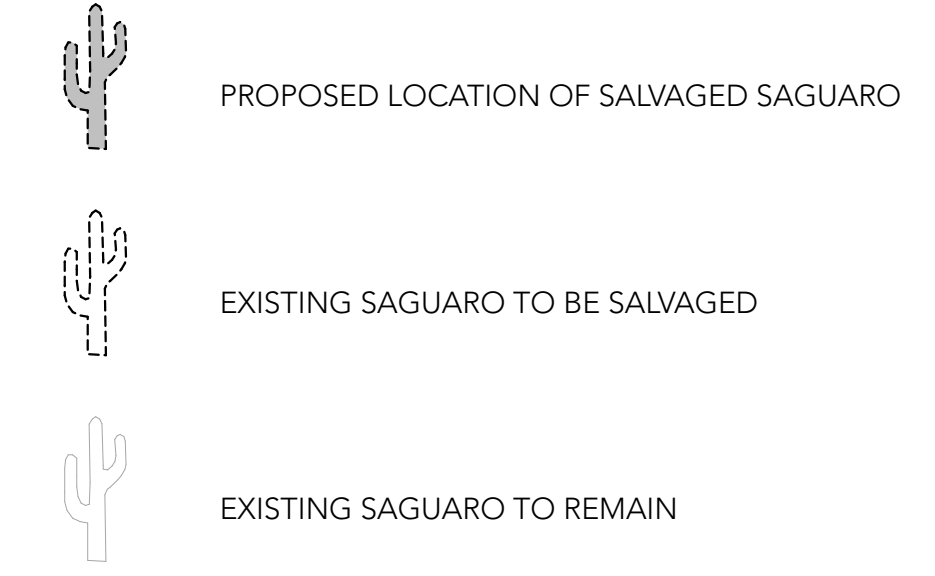 PROPOSED LOCATION OF SALVAGED SAGUARO
EXISTING SAGUARO TO BE SALVAGED
EXISTING SAGUARO TO REMAIN